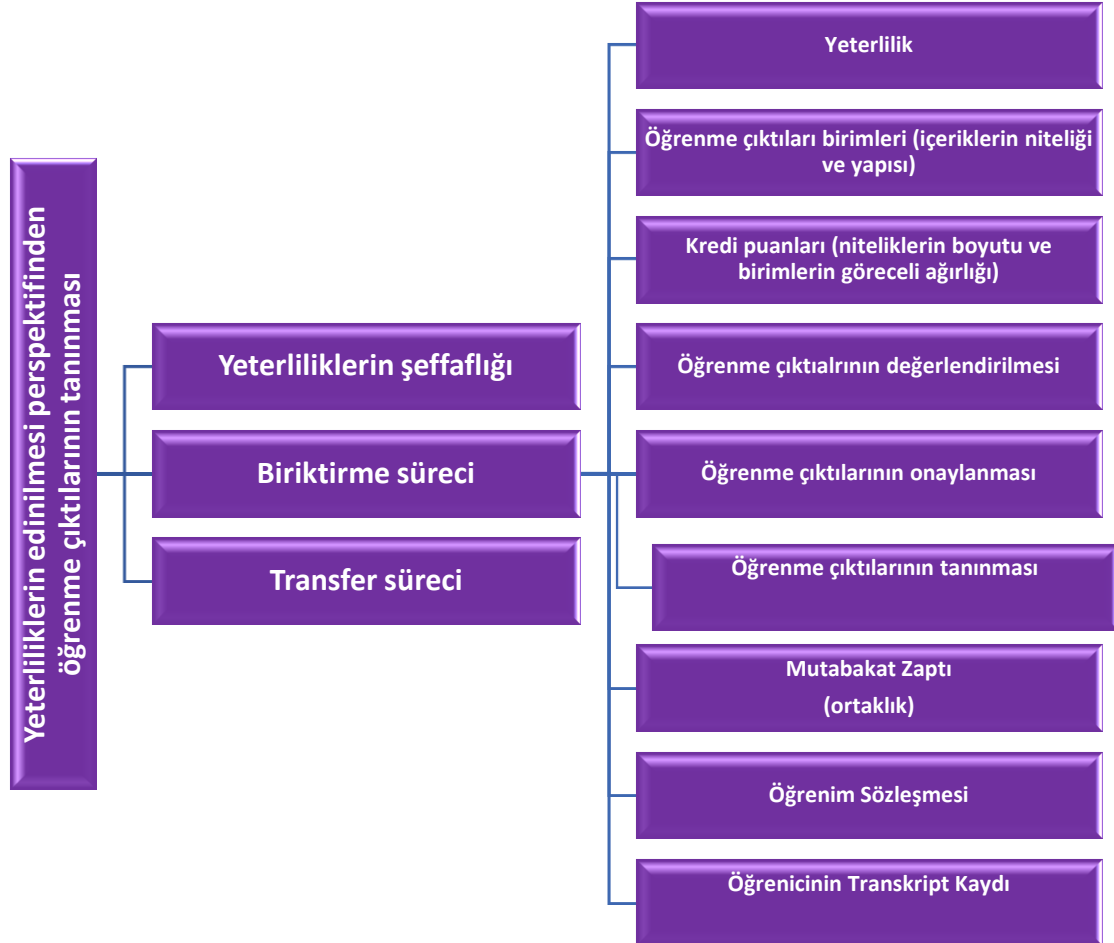 Yeterliliklerin edinilmesi perspektifinden
öğrenme çıktılarının tanınması
Yeterliliklerin şeffaflığı
Biriktirme süreci
Transfer süreci
Yeterlilik
Öğrenme çıktıları birimleri (içeriklerin niteliği
ve yapısı)
Kredi puanları (niteliklerin boyutu ve
birimlerin göreceli ağırlığı)
Öğrenme çıktıalrının değerlendirilmesi
Öğrenme çıktılarının onaylanması
Öğrenme çıktılarının tanınması
Mutabakat Zaptı
(ortaklık)
Öğrenim Sözleşmesi
Öğrenicinin Transkript Kaydı